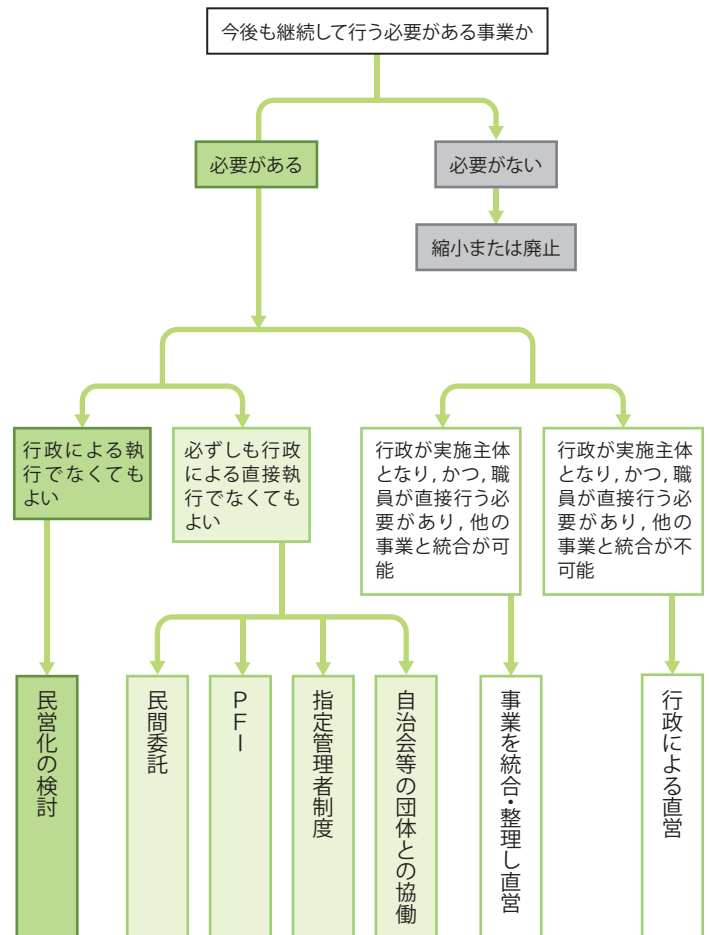 今後も継続して行う必要がある事業か
必要がある
必要がない
縮小または廃止
行政による執
行でなくても
よい
必ずしも行政
による直接執
行でなくても
よい
行政が実施主体
となり,かつ,職
員が直接行う必
要があり,他の
事業と統合が可
能
行政が実施主体
となり,かつ,職
員が直接行う必
要があり,他の
事業と統合が不
可能
民営化の検討
民間委託
PFI
指定管理者制度
自治会等の団体との協働
事業を統合・整理し直営
行政による直営